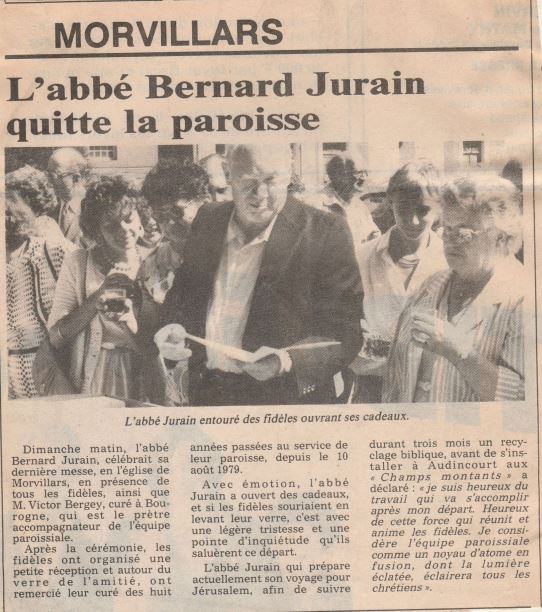 MORVILLARS
L'abbé Bernard Jurain
quitte la paroisse
L'abbé Jurain entouré des fidèles ouvrant ses cadeaux.
Dimanche matin, l'abbé
Bernard Jurain, célébrait sa
dernière messe, en l'église de
Morvillars, en présence de
tous les fidèles, ainsi que
M. Victor Bergey, curé à Bou-
rogne, qui est le prêtre
accompagnateur de l'équipe
paroissiale.
Après la cérémonie, les
fidèles ont organisé une
petite réception et autour du
verre de l'amitié, ont
remercié leur curé des huit
années passées au service de
leur paroisse, depuis le 10
août 1979.
Avec émotion, l'abbé
Jurain a ouvert des cadeaux,
et si les fidèles souriaient en
levant leur verre, c'est avec
une légère tristesse et une
point d'inquiétude qu'ils
saluèrent ce départ.
L'abbé Jurain qui prépare
actuellement son voyage pour
Jérusalem, afin de suivre
durant trois mois un recy-
clage biblique, avant de s'ins-
taller à Audincourt aux
« Champs montants » a
déclaré : « je suis heureux du
travail qui va s'accomplir
après mon départ. Heureux
de cette force qui réunit et
anime les fidèles. Je consi-
dère l'équipe paroissiale
comme un noyau d'atome en
fusion, dont la lumière
éclatée, éclairera tous les
chrétiens ».